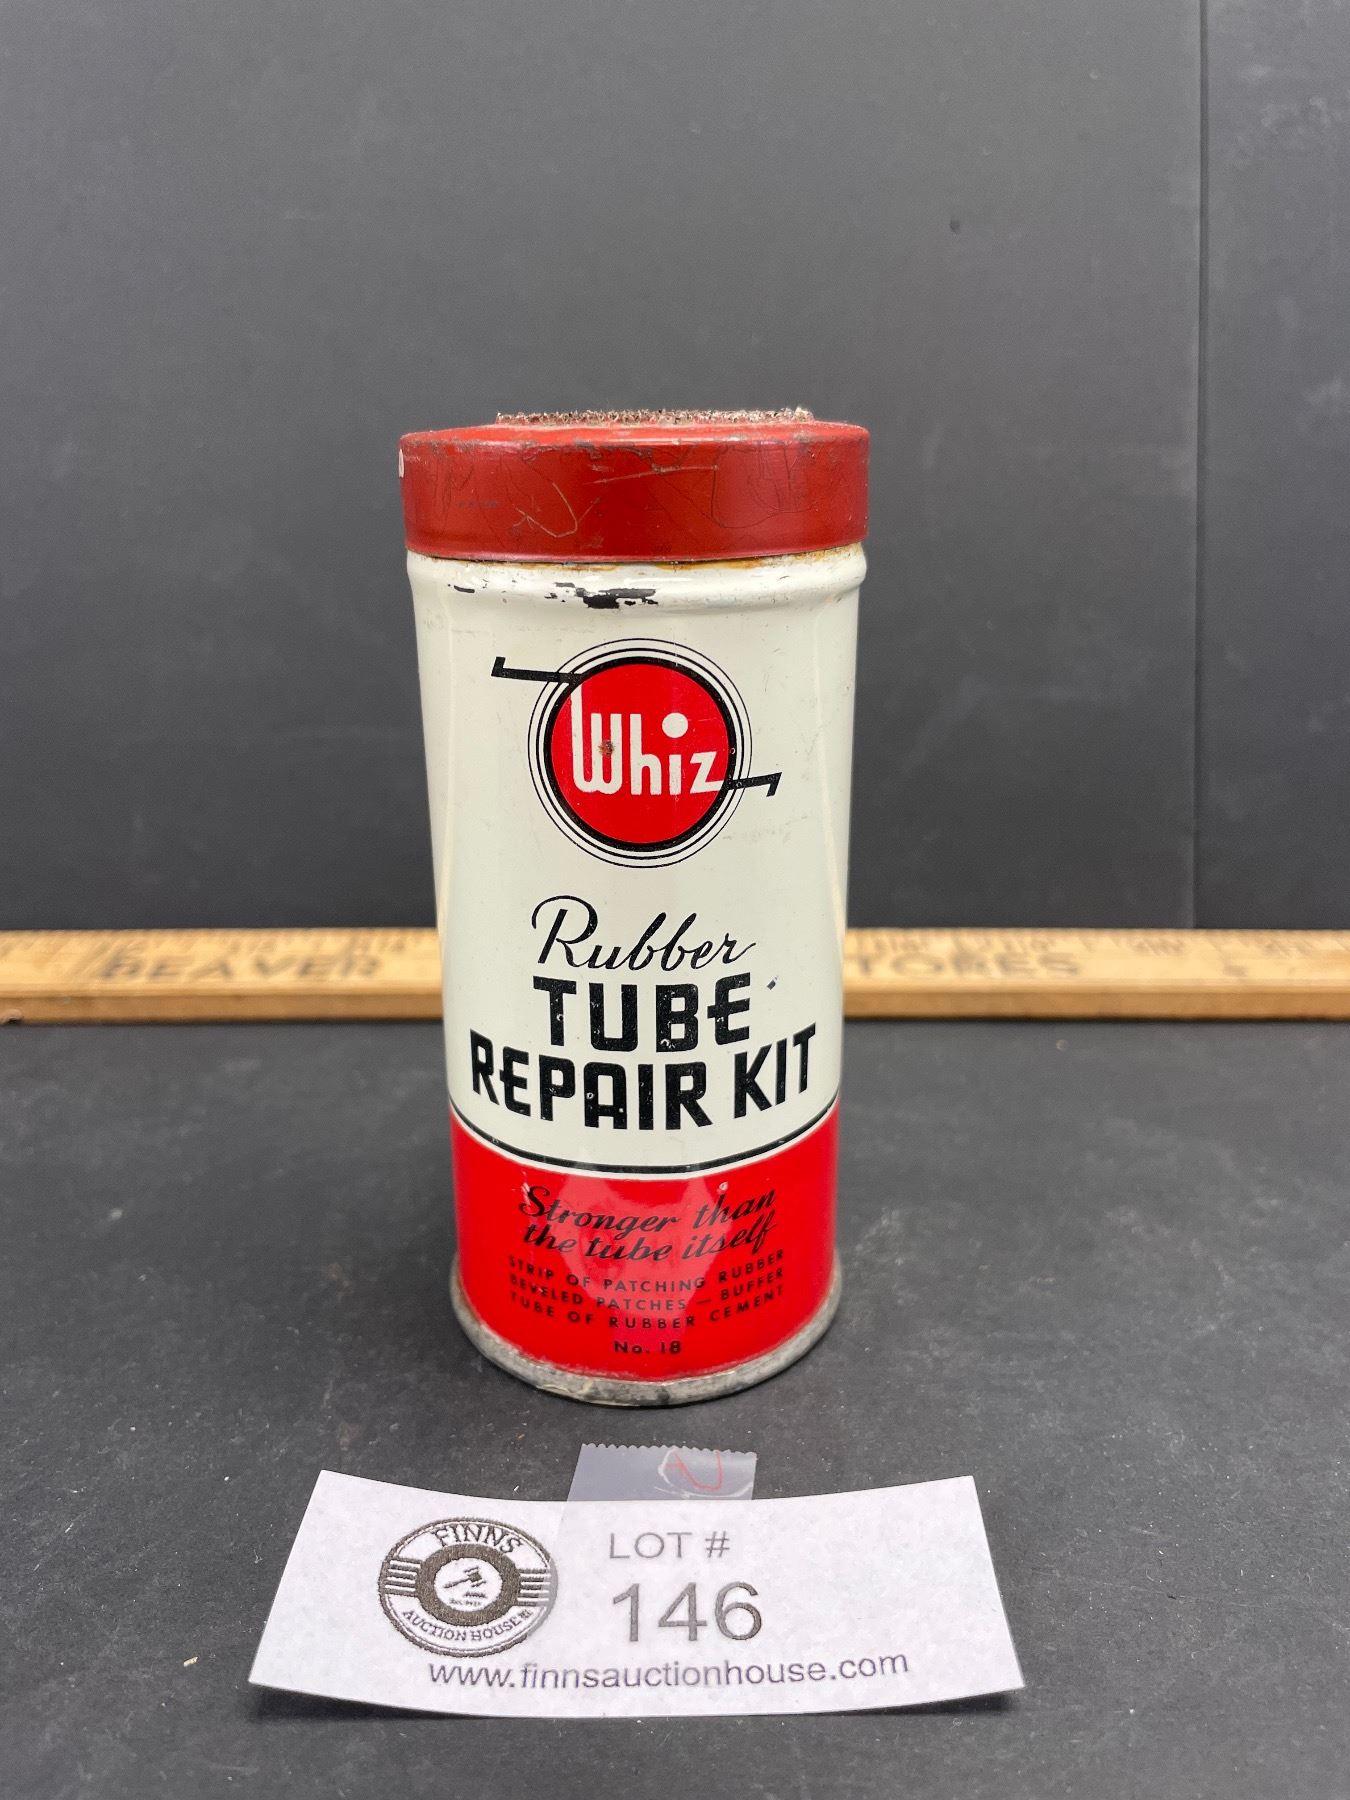 Whiz
Rubber
TUBE
REPAIR KIT
Stronger than
the tube itself
STRIP OF PATCHING RUBBER
BEVELED PATCHES — BUFFER
TUBE OF RUBBER CEMENT
No. 18
BEAVER STORES
FINNS
AUCTION HOUSE
LOT #
146
www.finnsauctionhouse.com